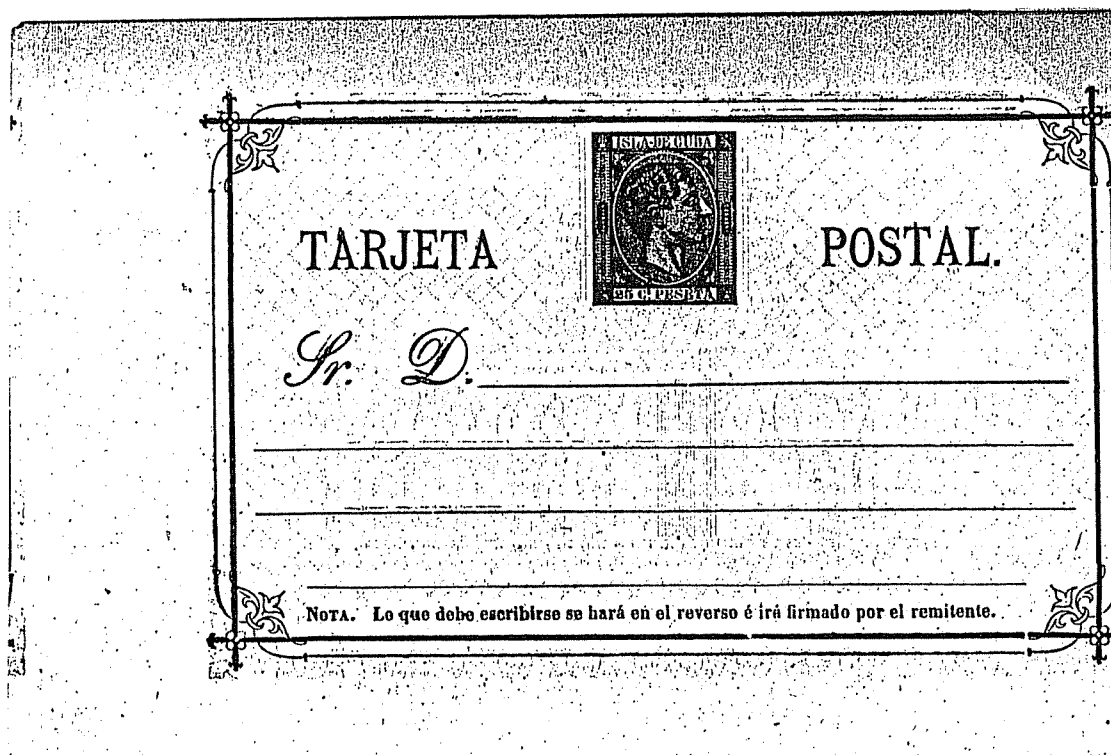 ISLA DE CUBA
TARJETA POSTAL.
25 C. PESETA
Sr. D.
NOTA. Lo que debe escribirse se hará en el reverso é irá firmado por el remitente.